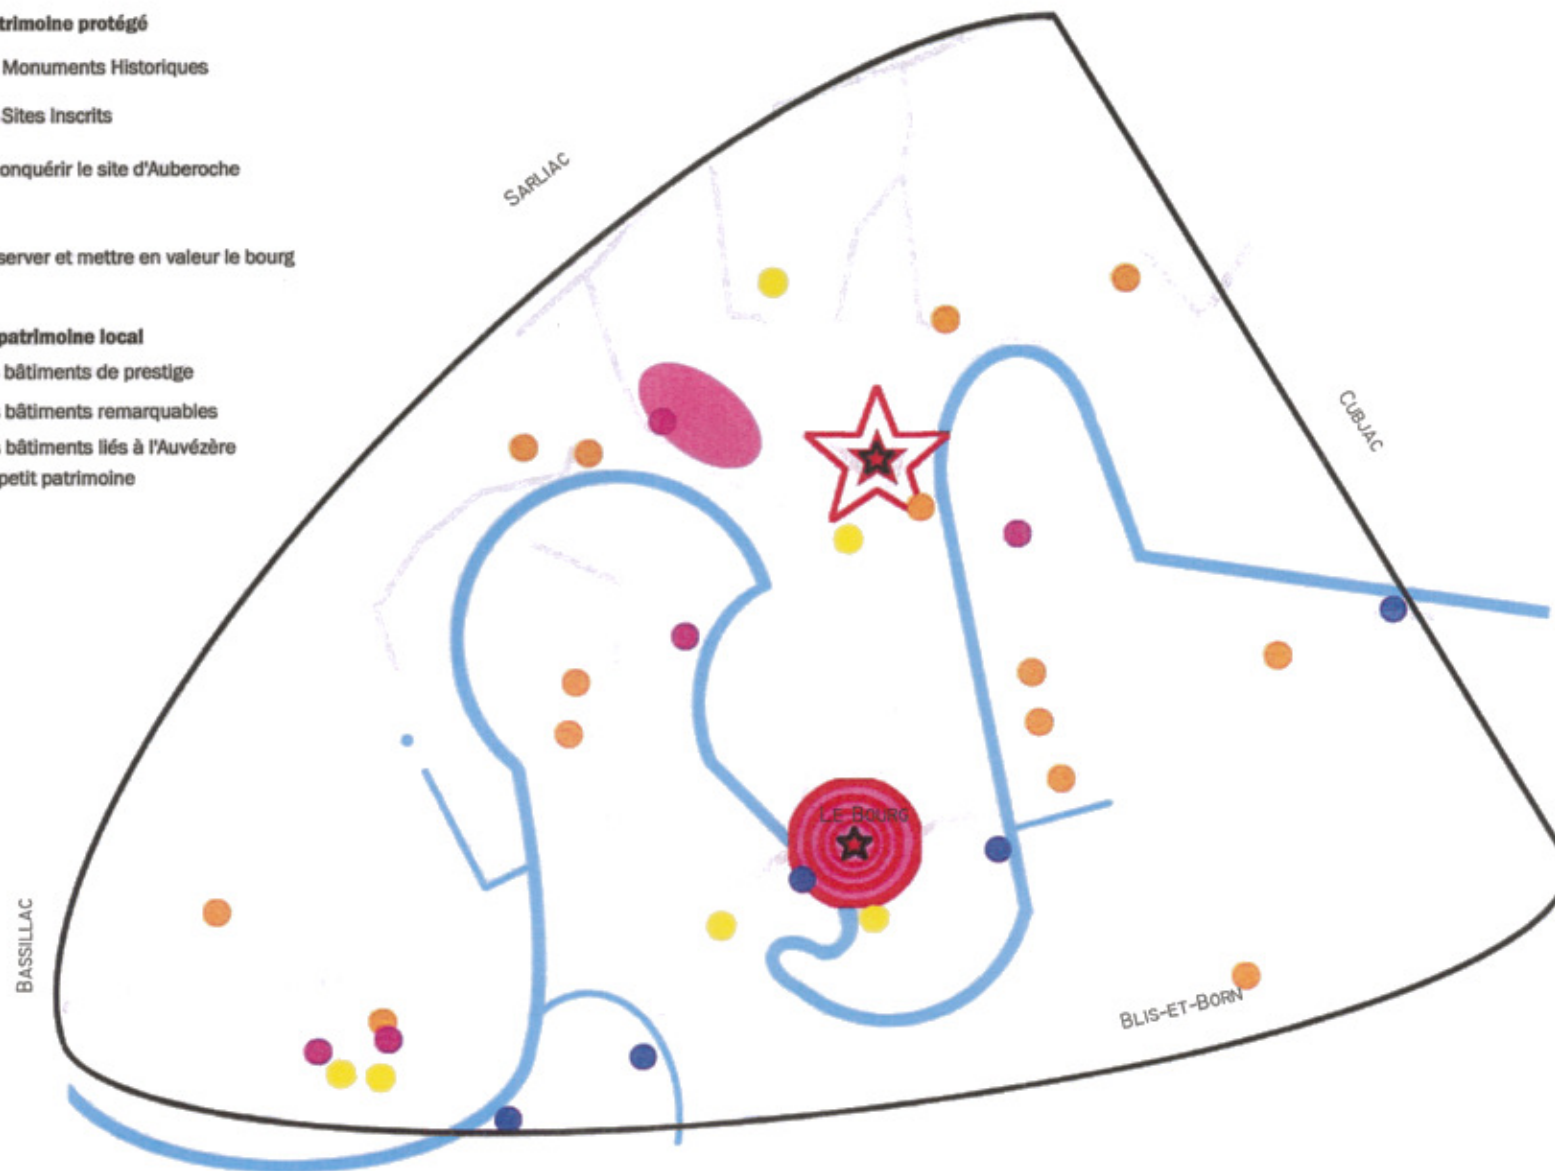 trimoine protégé
Monuments Historiques
Sites Inscrits
onquérir le site d'Auberoche
server et mettre en valeur le bourg
patrimoine local
bâtiments de prestige
bâtiments remarquables
bâtiments liés à l'Auvézère
petit patrimoine
SARLIAC
CUBJAC
LE BOURG
BASSILLAC
BLIS-ET-BORN